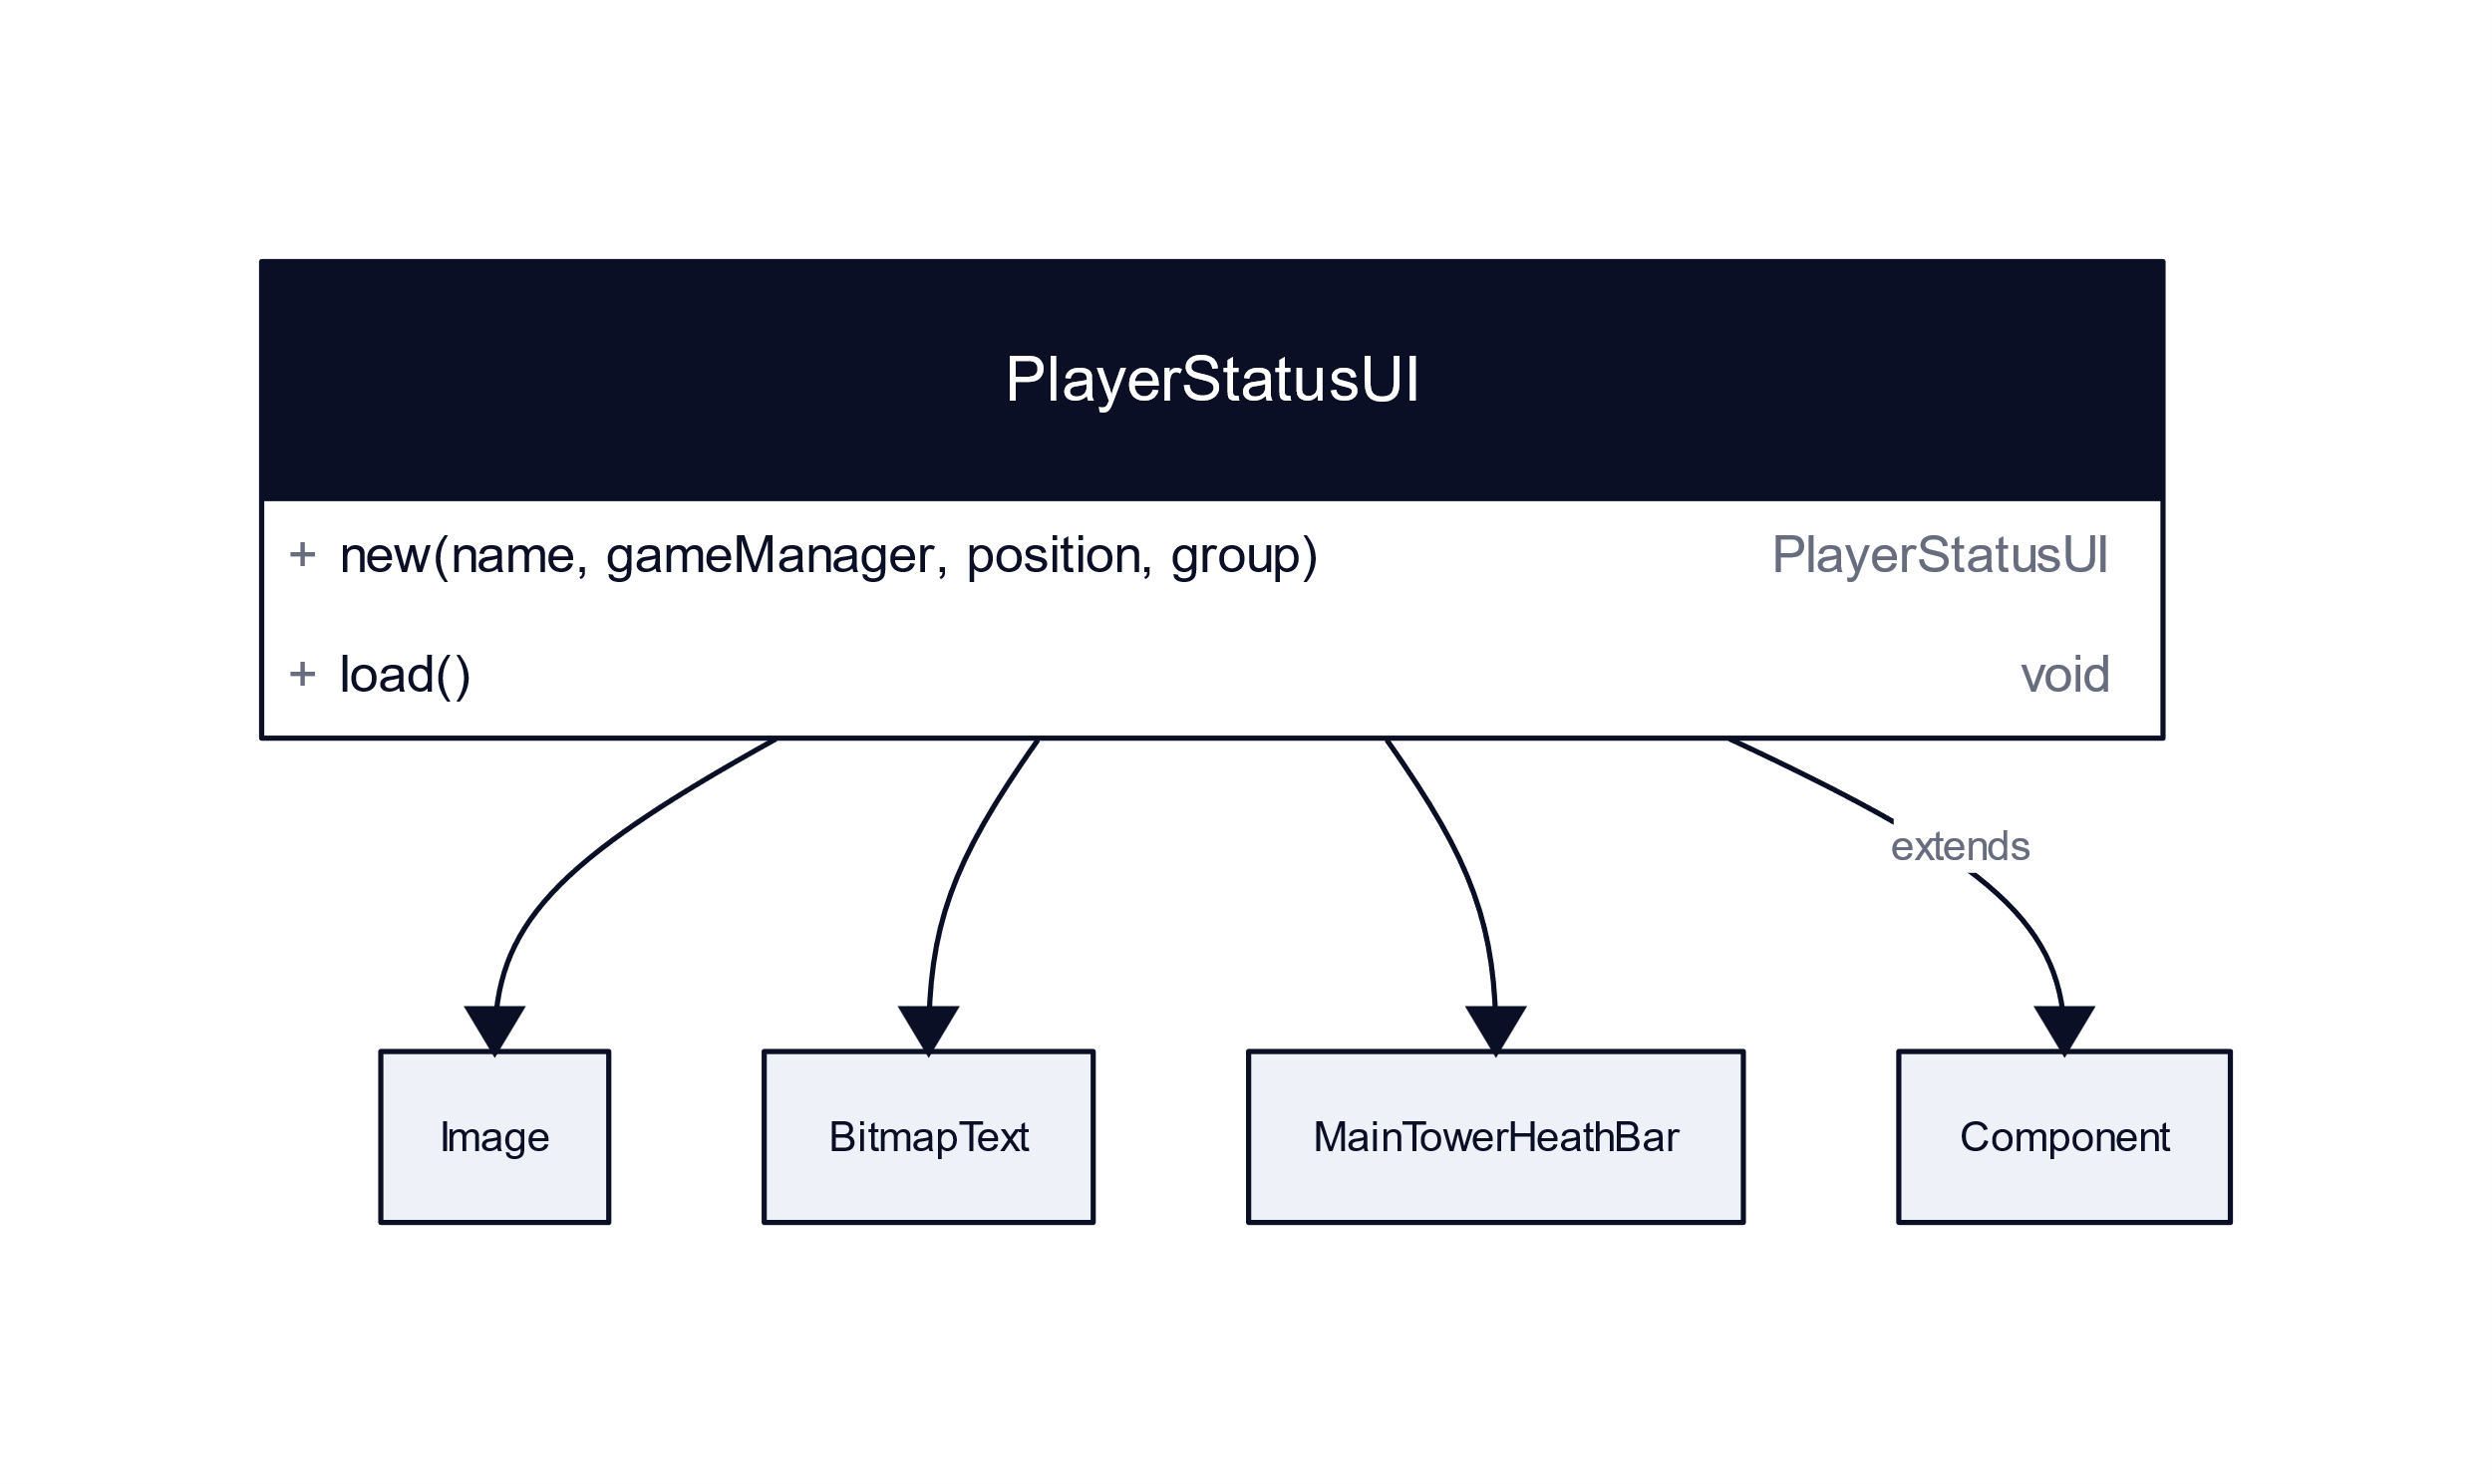 PlayerStatusUI
+ new(name, gameManager, position, group) PlayerStatusUI
+ load() void
extends
Image
BitmapText
MainTowerHeathBar
Component